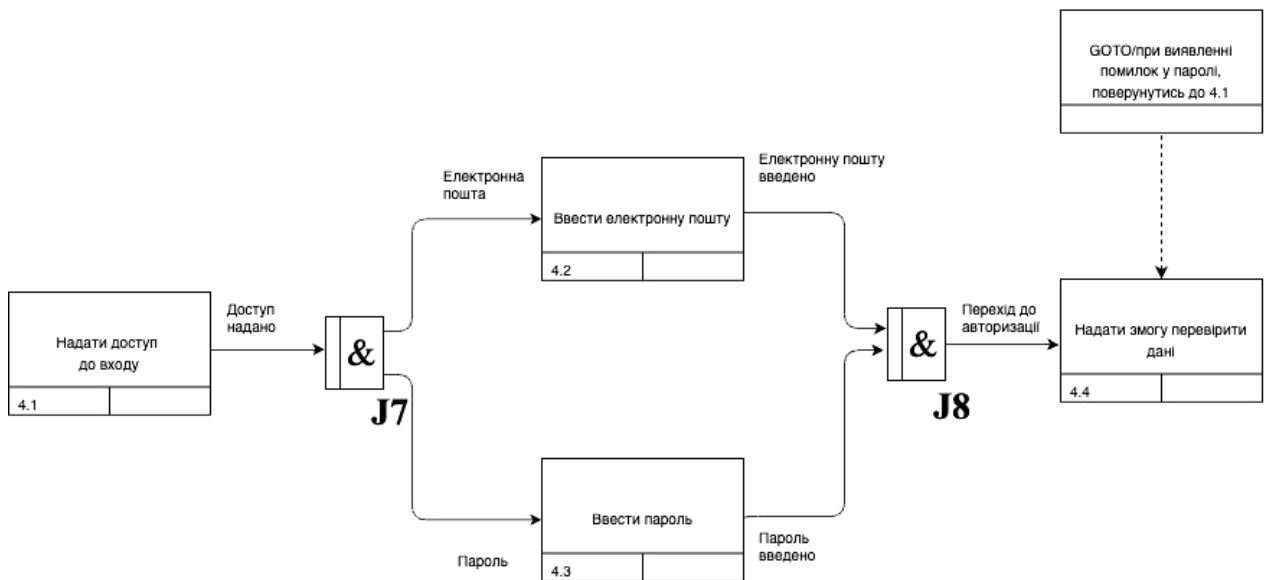 GOTO/при виявленні
помилок у паролі,
поверунутись до 4.1
Електронна
пошта
Електронну пошту
введено
Ввести електронну пошту
4.2
Доступ
надано
Надати доступ
до входу
4.1
&
J7
&
J8
Перехід до
авторизації
Надати змогу перевірити
дані
4.4
Ввести пароль
4.3
Пароль
Пароль
введено